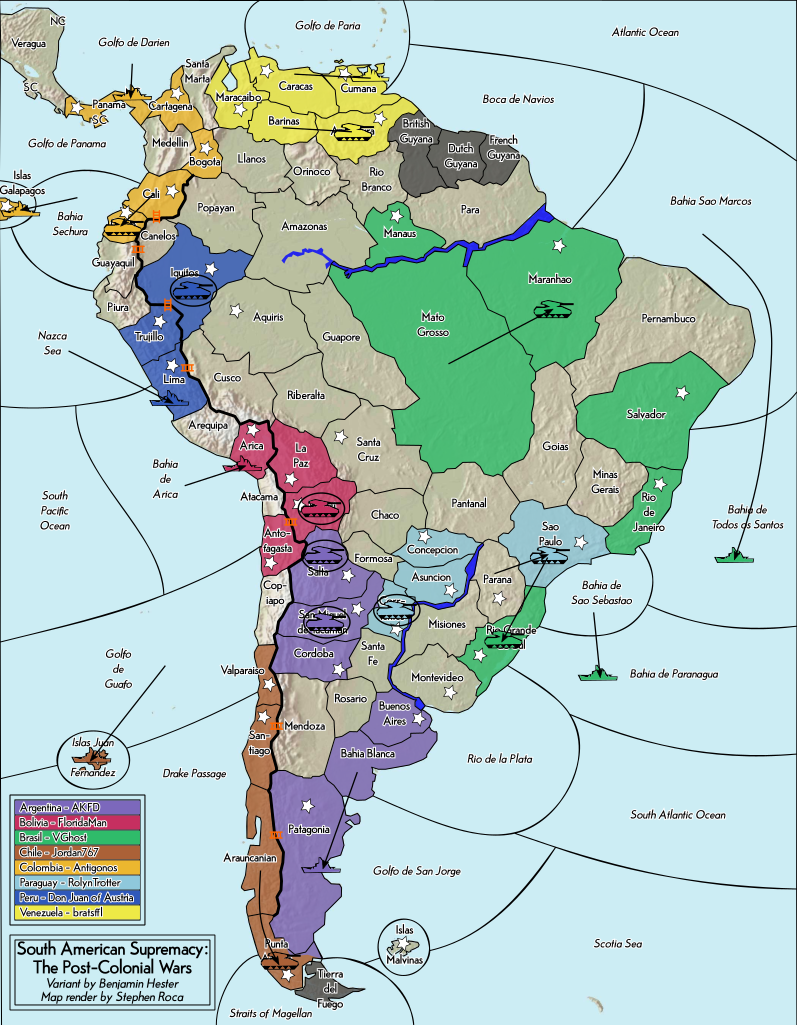 NC
Veragua
SC
Golfo de Darien
Golfo de Paria
Atlantic Ocean
Santa
Marta
Panama
SC
Cartagena
Maracaibo
Caracas
Cumana
Boca de Navios
Barinas
British
Guyana
Dutch
Guyana
French
Guyana
Golfo de Panama
Medellin
Bogota
Llanos
Orinoco
Rio
Branco
Islas
Galapagos
Cali
Popayan
Para
Bahia Sao Marcos
Bahia
Sechura
Canelos
Amazonas
Manaus
Guayaquil
Iquitos
Maranhao
Piura
Trujillo
Aquiris
Guapore
Mato
Grosso
Pernambuco
Nazca
Sea
Lima
Cusco
Riberalta
Salvador
Arequipa
Arica
La
Paz
Santa
Cruz
Goias
Bahia
de
Arica
Minas
Gerais
South
Pacific
Ocean
Atacama
Chaco
Pantanal
Rio
de
Janeiro
Bahia de
Todos os Santos
Anto-
fagasta
Sao
Paulo
Concepcion
Formosa
Salta
Asuncion
Parana
Cop-
iapo
Bahia de
Sao Sebastao
San Miguel
de
Misiones
Rio Grande
Golfo
de
Guafo
Cordoba
Santa
Fe
Valparaiso
Montevideo
Bahia de Paranagua
Rosario
Buenos
Aires
San-
tiago
Mendoza
Islas Juan
Fernandez
Bahia Blanca
Rio de la Plata
Drake Passage
Argentina - AKFD
Bolivia - FloridaMan
Brasil - VGhost
Chile - Jordan767
Colombia - Antigonos
Paraguay - RolynTrotter
Peru - Don Juan of Austria
Venezuela - bratsffl
Patagonia
South Atlantic Ocean
Arauncanian
Golfo de San Jorge
South American Supremacy:
The Post-Colonial Wars
Variant by Benjamin Hester
Map render by Stephen Roca
Punta
Islas
Malvinas
Scotia Sea
Tierra
del
Fuego
Straits of Magellan